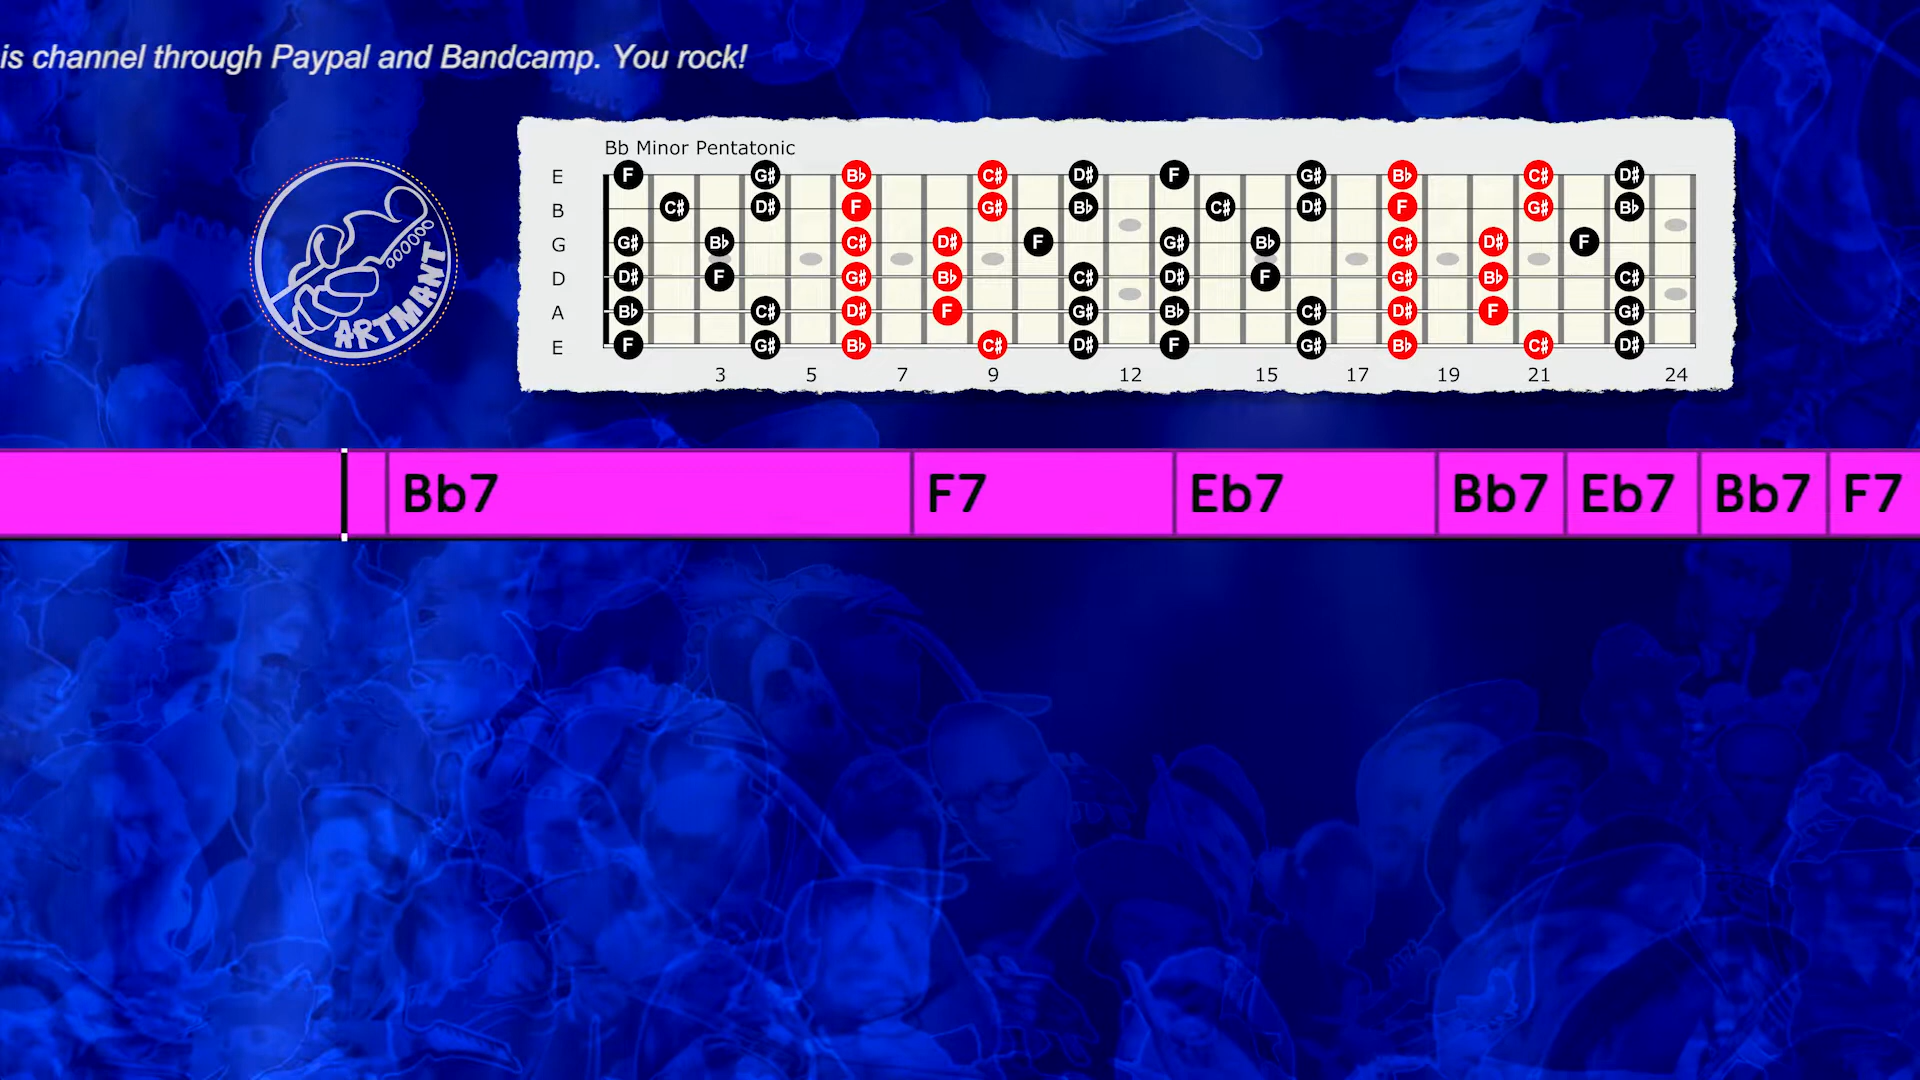 is channel through Paypal and Bandcamp. You rock!
ARTMANT
Bb Minor Pentatonic
E F G# B♭ C# D# F G# B♭ C# D#
B C# D# F G# B♭ C# D# F G# B♭
G G# B♭ C# D# F G# B♭ C# D# F
D D# F G# B♭ C# D# F G# B♭ C#
A B♭ C# D# F G# B♭ C# D# F G#
E F G# B♭ C# D# F G# B♭ C# D#
3 5 7 9 12 15 17 19 21 24
Bb7 F7 Eb7 Bb7 Eb7 Bb7 F7